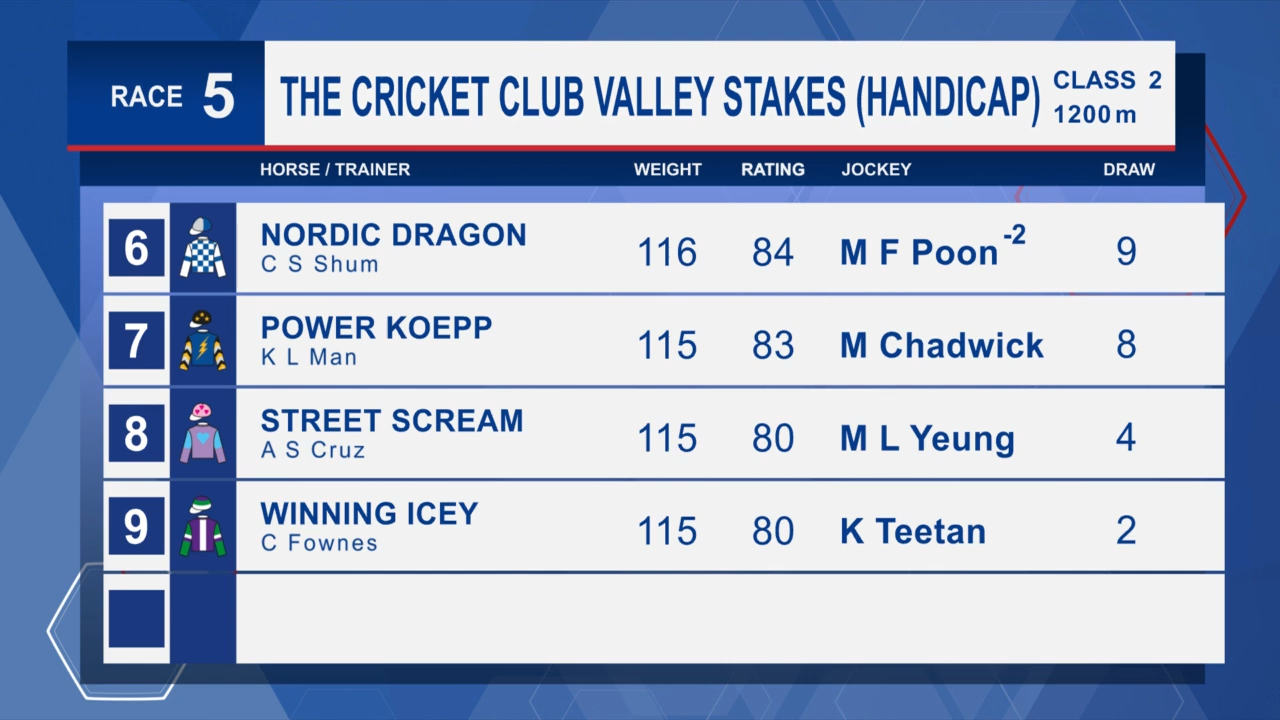 RACE 5 THE CRICKET CLUB VALLEY STAKES (HANDICAP) CLASS 2
1200m
HORSE / TRAINER WEIGHT RATING JOCKEY DRAW
6 NORDIC DRAGON 116 84 M F Poon -2 9
C S Shum
7 POWER KOEPP 115 83 M Chadwick 8
K L Man
8 STREET SCREAM 115 80 M L Yeung 4
A S Cruz
9 WINNING ICEY 115 80 K Teetan 2
C Fownes